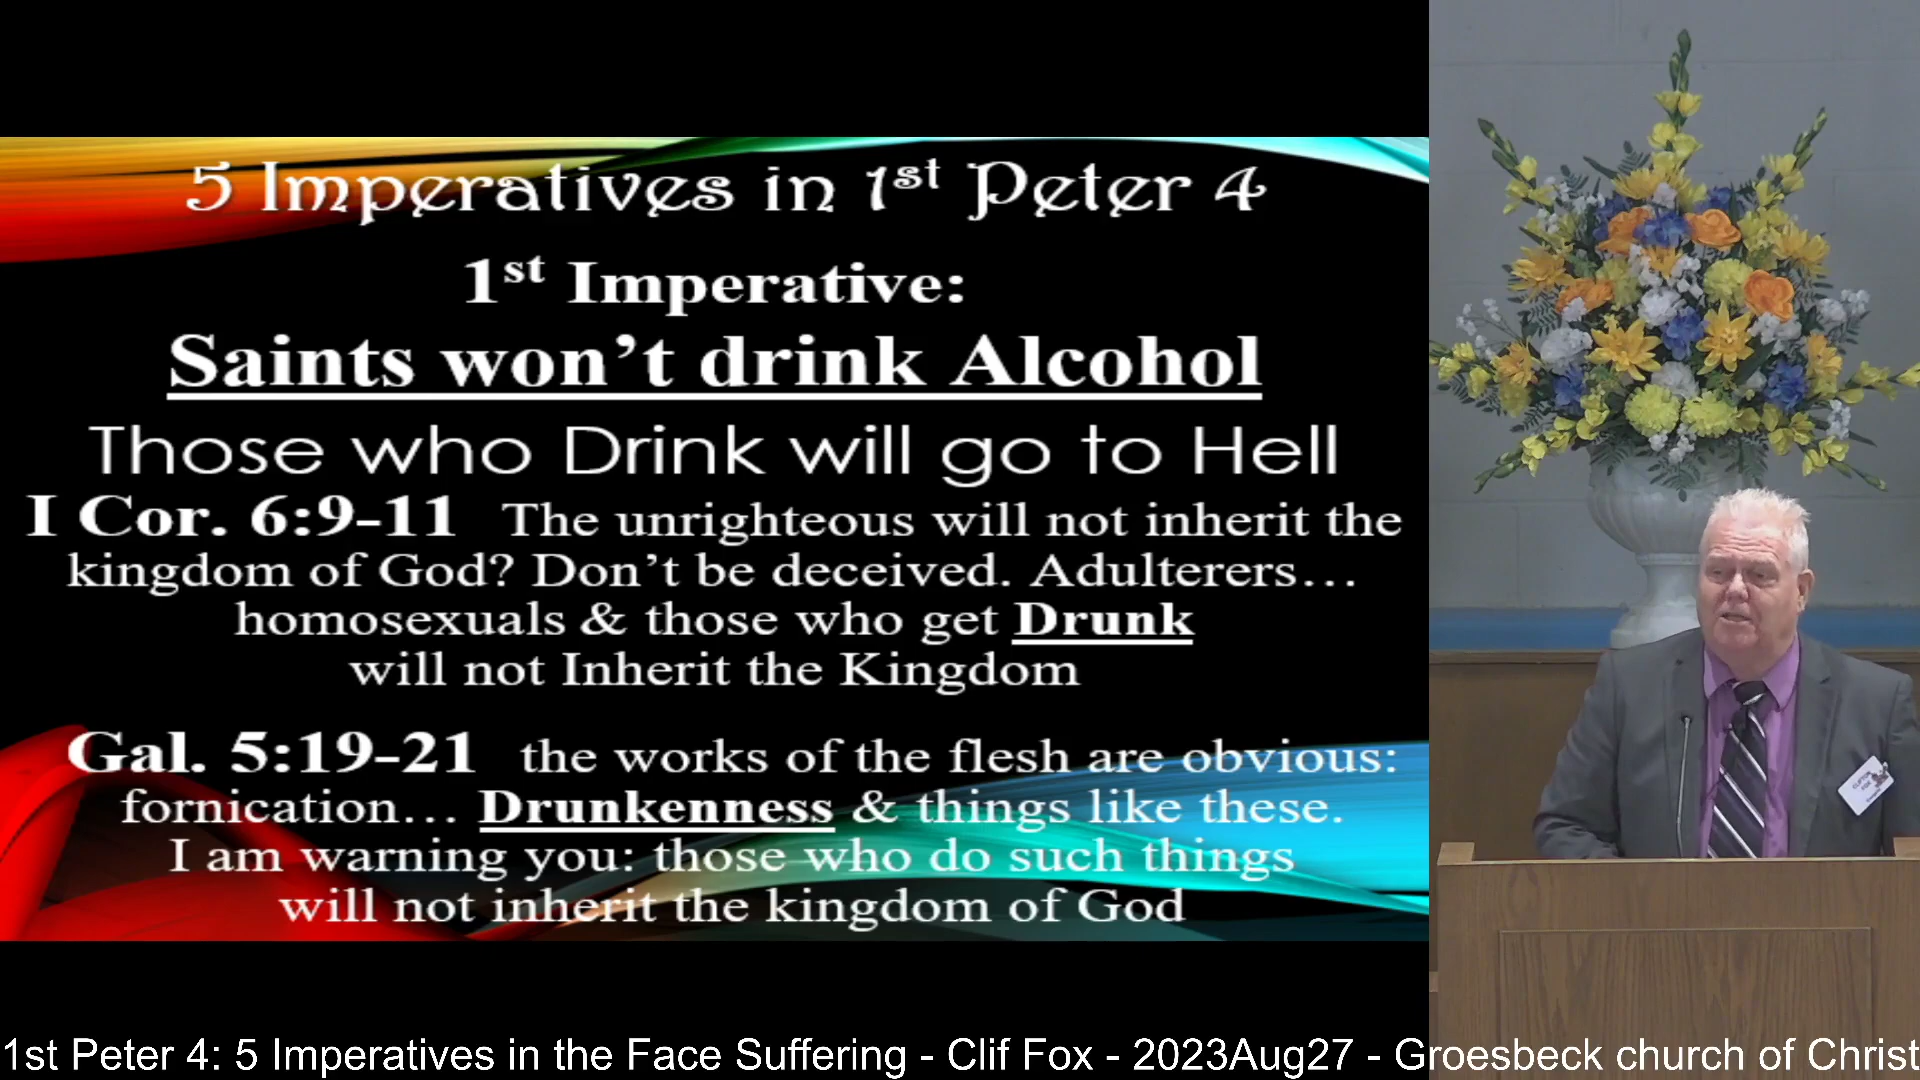 5 Imperatives in 1st Peter 4
1st Imperative:
Saints won't drink Alcohol
Those who Drink will go to Hell
I Cor. 6:9-11 The unrighteous will not inherit the
kingdom of God? Don't be deceived. Adulterers...
homosexuals & those who get Drunk
will not Inherit the Kingdom
Gal. 5:19-21 the works of the flesh are obvious:
fornication... Drunkenness & things like these.
I am warning you: those who do such things
will not inherit the kingdom of God
CLIFTON
FOX
1st Peter 4: 5 Imperatives in the Face Suffering - Clif Fox - 2023Aug27 - Groesbeck church of Christ